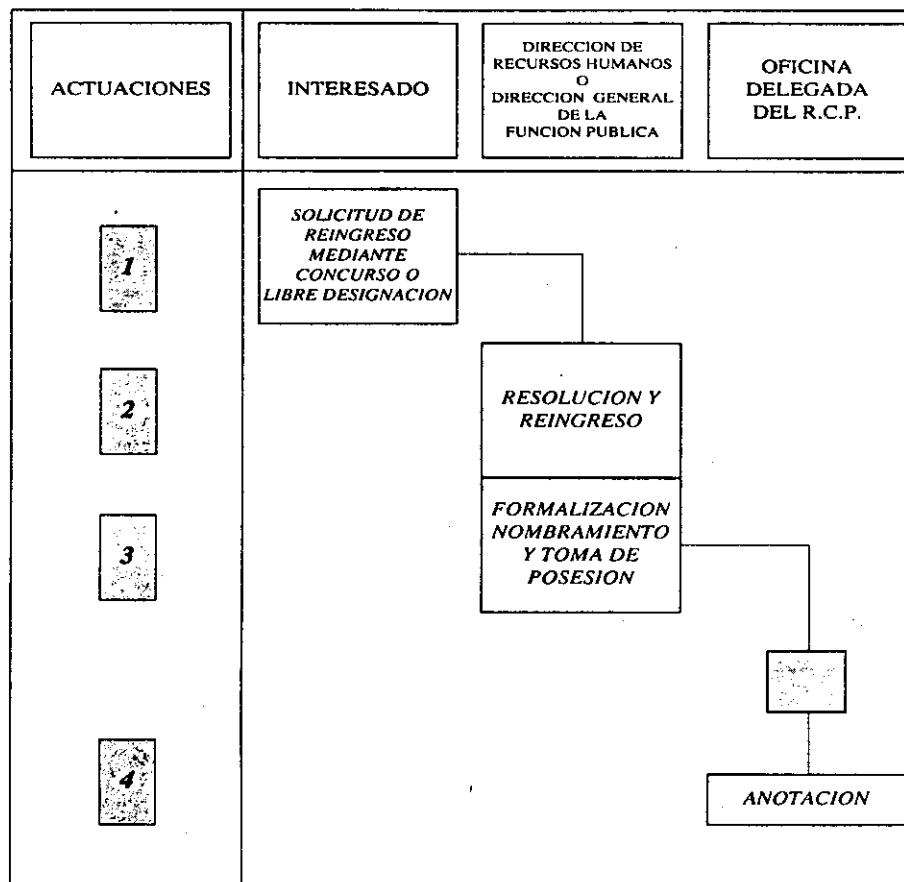 ACTUACIONES
INTERESADO
DIRECCION DE
RECURSOS HUMANOS
O
DIRECCION GENERAL
DE LA
FUNCION PUBLICA
OFICINA
DELEGADA
DEL R.C.P.
1
SOLICITUD DE
REINGRESO
MEDIANTE
CONCURSO O
LIBRE DESIGNACION
2
RESOLUCION Y
REINGRESO
3
FORMALIZACION
NOMBRAMIENTO
Y TOMA DE
POSESION
4
ANOTACION